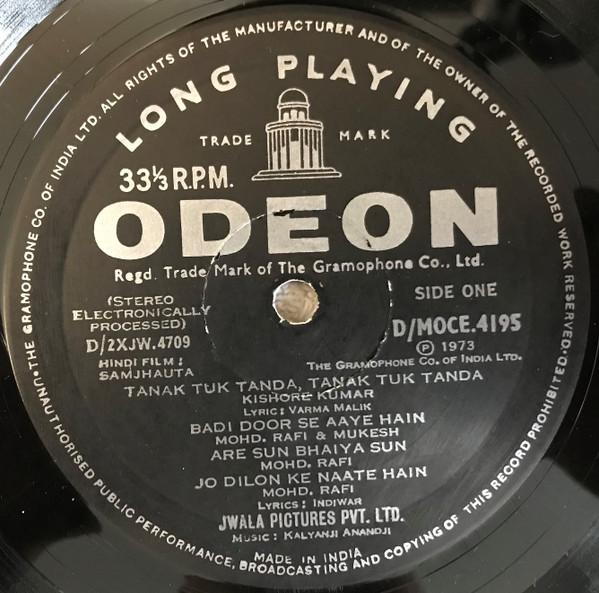 ALL RIGHTS OF THE MANUFACTURER AND OF THE OWNER OF THE RECORDED WORK RESERVED. UNAUTHORISED PUBLIC PERFORMANCE, BROADCASTING AND COPYING OF THIS RECORD PROHIBITED. THE GRAMOPHONE CO. OF INDIA LTD.
LONG PLAYING
TRADE MARK
33⅓ R.P.M.
ODEON
Regd. Trade Mark of The Gramophone Co., Ltd.
(STEREO
ELECTRONICALLY
PROCESSED)
D/2XJW.4709
HINDI FILM:
SAMJHAUTA
SIDE ONE
D/MOCE.4195
Ⓟ 1973
THE GRAMOPHONE CO. OF INDIA LTD.
TANAK TUK TANDA, TANAK TUK TANDA
KISHORE KUMAR
LYRIC: VARMA MALIK
BADI DOOR SE AAYE HAIN
MOHD. RAFI & MUKESH
ARE SUN BHAIYA SUN
MOHD. RAFI
JO DILON KE NAATE HAIN
MOHD. RAFI
LYRICS: INDIWAR
JWALA PICTURES PVT. LTD.
MUSIC: KALYANJI ANANDJI
MADE IN INDIA